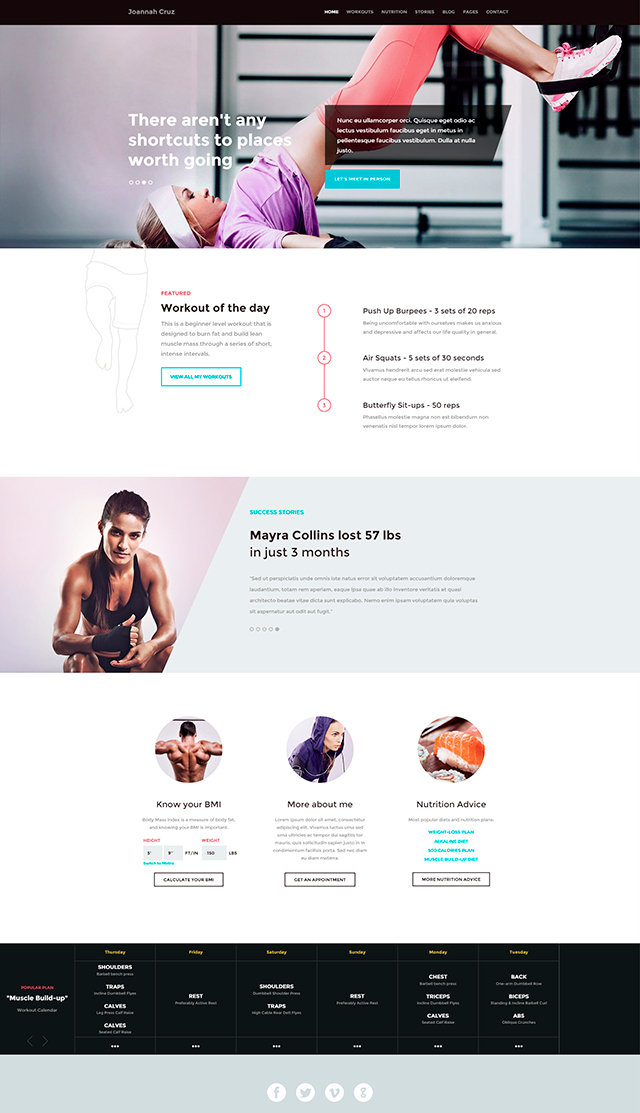 Joannah Cruz
HOME WORKOUTS NUTRITION STORIES BLOG PAGES CONTACT
There aren't any
shortcuts to places
worth going
Nunc eu ullamcorper orci. Quisque eget odio ac
lectus vestibulum faucibus eget in metus in
pellentesque faucibus vestibulum. Dulla at nulla
justo.
LET'S MEET IN PERSON
FEATURED
Workout of the day
This is a beginner level workout that is
designed to burn fat and build lean
muscle mass through a series of short,
intense intervals.
VIEW ALL MY WORKOUTS
1
Push Up Burpees - 3 sets of 20 reps
Being uncomfortable with ourselves makes us anxious
and depressive and affects our life quality in general.
2
Air Squats - 5 sets of 30 seconds
Vivamus hendrerit arcu sed erat molestie vehicula sed
auctor neque eu tellus rhoncus ut eleifend.
3
Butterfly Sit-ups - 50 reps
Phasellus molestie magna non est bibendum non
venenatis nisl tempor lorem ipsum dolor.
SUCCESS STORIES
Mayra Collins lost 57 lbs
in just 3 months
"Sed ut perspiciatis unde omnis iste natus error sit voluptatem accusantium doloremque
laudantium, totam rem aperiam, eaque ipsa quae ab illo inventore veritatis et quasi
architecto beatae vitae dicta sunt explicabo. Nemo enim ipsam voluptatem quia voluptas
sit aspernatur aut odit aut fugit."
Know your BMI
Body Mass Index is a measure of body fat,
and knowing your BMI is important.
HEIGHT WEIGHT
5' 8" FT/IN 150 LBS
Switch to Metric
CALCULATE YOUR BMI
More about me
Lorem ipsum dolor sit amet, consectetur
adipiscing elit. Vivamus lectus urna sed
mauris, quis sollicitudin massa justo in
condimentum facilisis porta. Sed nec diam
eu diam molerra.
GET AN APPOINTMENT
Nutrition Advice
Most popular diets and nutrition plans:
WEIGHT-LOSS PLAN
ALKALINE DIET
500 CALORIES PLAN
MUSCLE BUILD-UP DIET
MORE NUTRITION ADVICE
POPULAR PLAN
"Muscle Build-up"
Workout Calendar
Thursday
SHOULDERS
Barbell bench press
TRAPS
Incline Dumbbell Flyes
CALVES
Leg Press Calf Raise
CALVES
Seated Calf Raise
Friday
REST
Preferably Active Rest
Saturday
SHOULDERS
Dumbbell Shoulder Press
TRAPS
High Cable Rear Delt Flyes
Sunday
REST
Preferably Active Rest
Monday
CHEST
Barbell bench press
TRICEPS
Incline Dumbbell Flyes
CALVES
Seated Calf Raise
Tuesday
BACK
One-arm Dumbbell Row
BICEPS
Standing & Incline Barbell Curl
ABS
Oblique Crunches